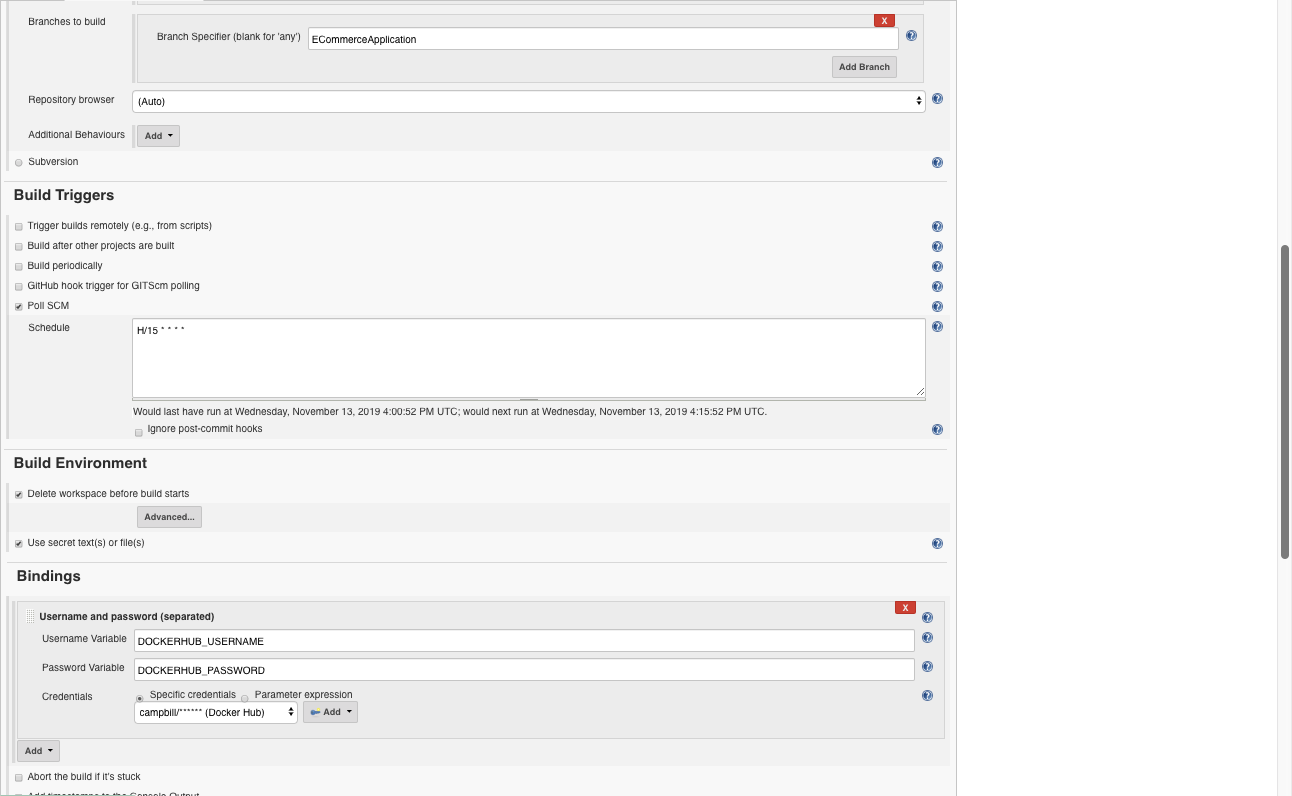 Branches to build
X
Branch Specifier (blank for 'any')
ECommerceApplication
Add Branch
Repository browser
(Auto)
Additional Behaviours
Add
Subversion
Build Triggers
Trigger builds remotely (e.g., from scripts)
Build after other projects are built
Build periodically
GitHub hook trigger for GITScm polling
Poll SCM
Schedule
H/15 * * * *
Would last have run at Wednesday, November 13, 2019 4:00:52 PM UTC; would next run at Wednesday, November 13, 2019 4:15:52 PM UTC.
Ignore post-commit hooks
Build Environment
Delete workspace before build starts
Advanced...
Use secret text(s) or file(s)
Bindings
X
Username and password (separated)
Username Variable
DOCKERHUB_USERNAME
Password Variable
DOCKERHUB_PASSWORD
Credentials
Specific credentials
Parameter expression
campbill/****** (Docker Hub)
Add
Add
Abort the build if it's stuck
Add timestamps to the Console Output